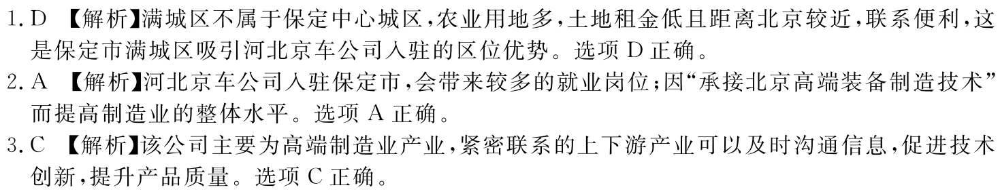 1. D 【解析】满城区不属于保定中心城区,农业用地多,土地租金低且距离北京较近,联系便利,这
是保定市满城区吸引河北京车公司入驻的区位优势。选项 D 正确。
2. A 【解析】河北京车公司入驻保定市,会带来较多的就业岗位;因“承接北京高端装备制造技术”
而提高制造业的整体水平。选项 A 正确。
3. C 【解析】该公司主要为高端制造业产业,紧密联系的上下游产业可以及时沟通信息,促进技术
创新,提升产品质量。选项 C 正确。